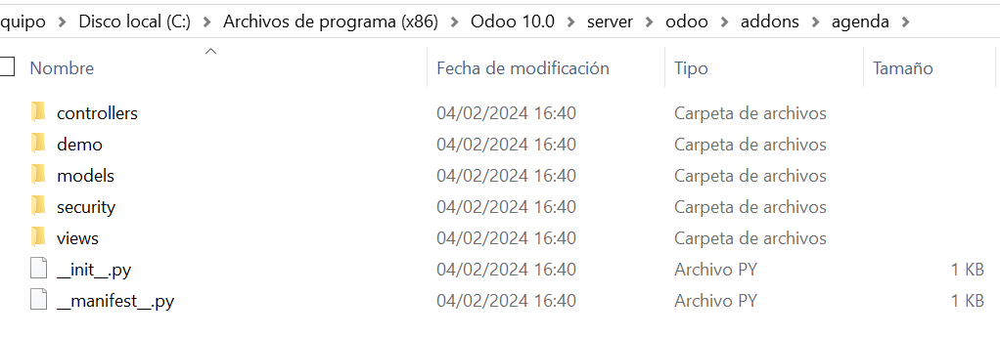 quipo > Disco local (C:) > Archivos de programa (x86) > Odoo 10.0 > server > odoo > addons > agenda >
Nombre Fecha de modificación Tipo Tamaño
controllers 04/02/2024 16:40 Carpeta de archivos
demo 04/02/2024 16:40 Carpeta de archivos
models 04/02/2024 16:40 Carpeta de archivos
security 04/02/2024 16:40 Carpeta de archivos
views 04/02/2024 16:40 Carpeta de archivos
__init__.py 04/02/2024 16:40 Archivo PY 1 KB
__manifest__.py 04/02/2024 16:40 Archivo PY 1 KB